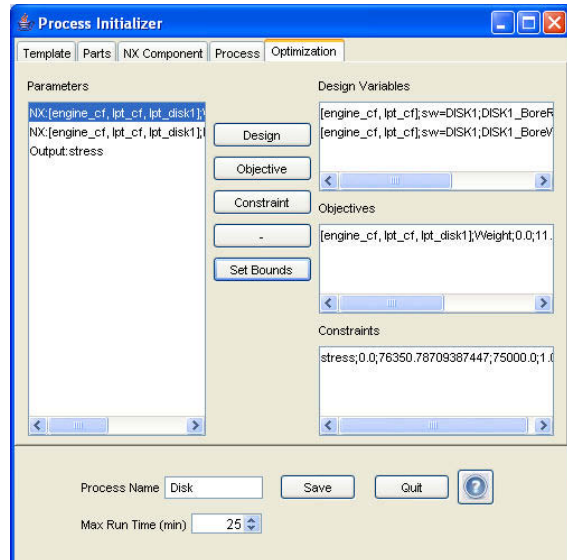 Process Initializer
Template Parts NX Component Process Optimization
Parameters
NX:[engine_cf, lpt_cf, lpt_disk1];
NX:[engine_cf, lpt_cf, lpt_disk1];
Output:stress
Design
Objective
Constraint
-
Set Bounds
Design Variables
[engine_cf, lpt_cf];sw=DISK1;DISK1_BoreR
[engine_cf, lpt_cf];sw=DISK1;DISK1_BoreV
Objectives
[engine_cf, lpt_cf, lpt_disk1];Weight;0.0;11.
Constraints
stress;0.0;76350.78709387447;75000.0;1.0
Process Name Disk Save Quit ?
Max Run Time (min) 25